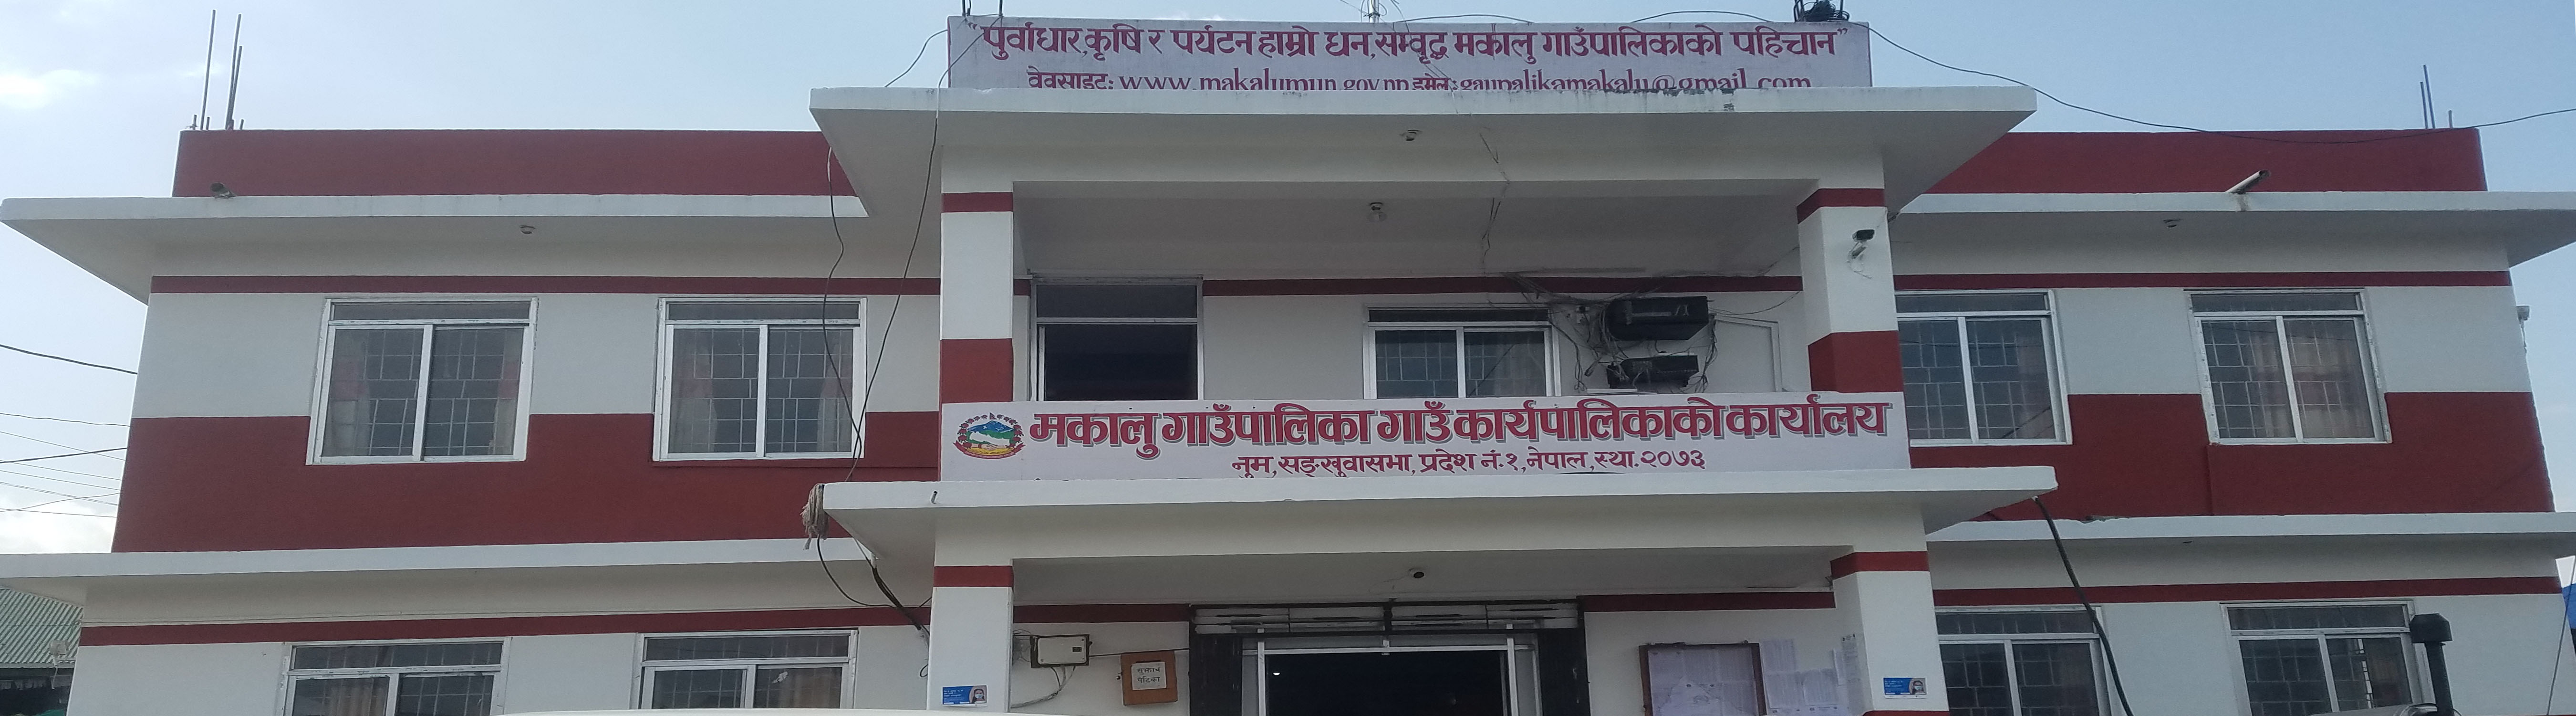 "पुर्वाधार,कृषि र पर्यटन हाम्रो धन,सम्वृद्ध मकालु गाउँपालिकाको पहिचान"
वेवसाइट: www.makalumun.gov.np इमेल: gaupalikamakalu@gmail.com
मकालु गाउँपालिका गाउँ कार्यपालिकाको कार्यालय
नुम, सङ्खुवासभा, प्रदेश नं. १, नेपाल, स्था. २०७३
सुझाव
पेटिका